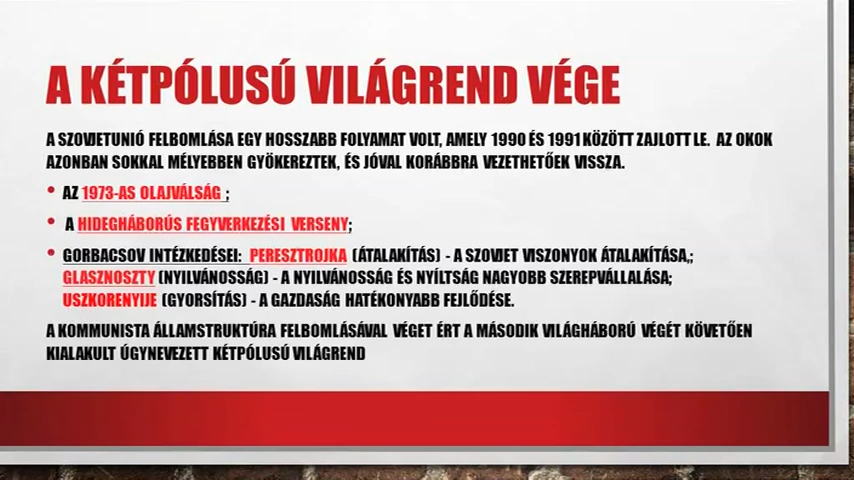 A KÉTPÓLUSÚ VILÁGREND VÉGE
A SZOVJETUNIÓ FELBOMLÁSA EGY HOSSZABB FOLYAMAT VOLT, AMELY 1990 ÉS 1991 KÖZÖTT ZAJLOTT LE. AZ OKOK
AZONBAN SOKKAL MÉLYEBBEN GYÖKEREZTEK, ÉS JÓVAL KORÁBBRA VEZETHETŐEK VISSZA.
• AZ 1973-AS OLAJVÁLSÁG ;
• A HIDEGHÁBORÚS FEGYVERKEZÉSI VERSENY;
• GORBACSOV INTÉZKEDÉSEI: PERESZTROJKA (ÁTALAKÍTÁS) - A SZOVJET VISZONYOK ÁTALAKÍTÁSA,;
GLASZNOSZTY (NYILVÁNOSSÁG) - A NYILVÁNOSSÁG ÉS NYÍLTSÁG NAGYOBB SZEREPVÁLLALÁSA;
USZKORENYIJE (GYORSÍTÁS) - A GAZDASÁG HATÉKONYABB FEJLŐDÉSE.
A KOMMUNISTA ÁLLAMSTRUKTÚRA FELBOMLÁSÁVAL VÉGET ÉRT A MÁSODIK VILÁGHÁBORÚ VÉGÉT KÖVETŐEN
KIALAKULT ÚGYNEVEZETT KÉTPÓLUSÚ VILÁGREND